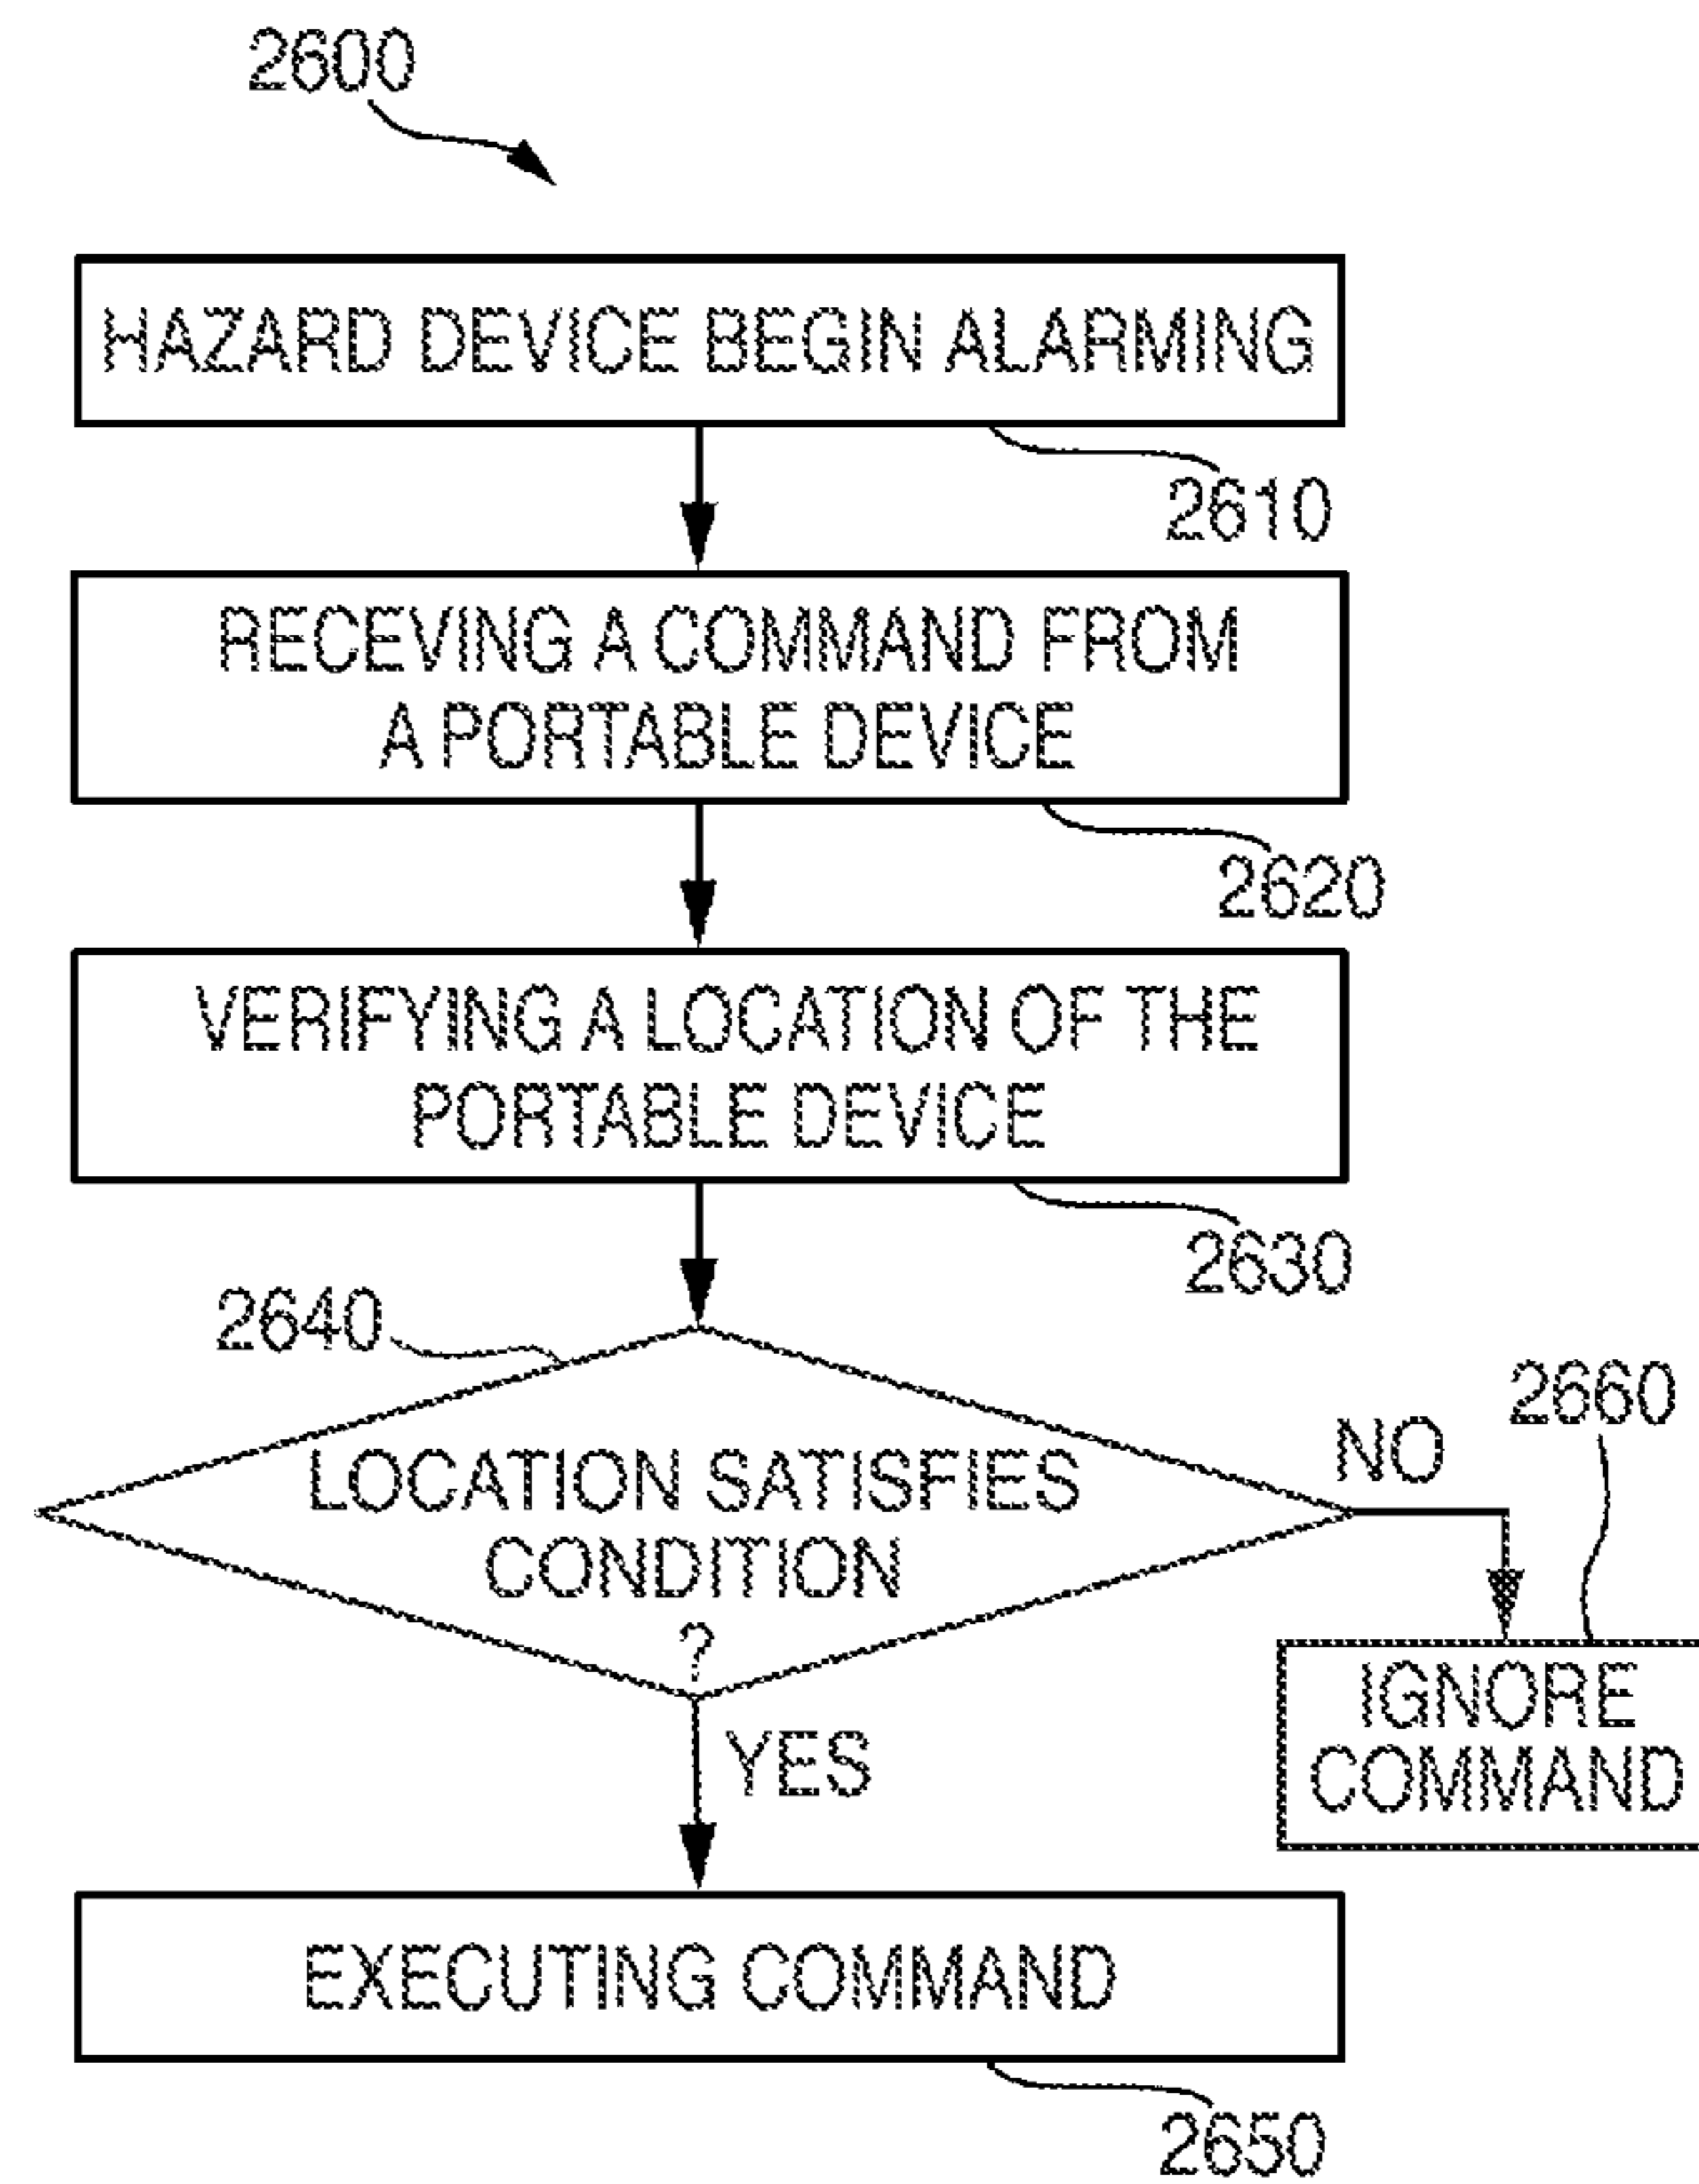 2600
HAZARD DEVICE BEGIN ALARMING
2610
RECEVING A COMMAND FROM
A PORTABLE DEVICE
2620
VERIFYING A LOCATION OF THE
PORTABLE DEVICE
2630
2640
LOCATION SATISFIES
CONDITION
?
NO
2660
IGNORE
COMMAND
YES
EXECUTING COMMAND
2650